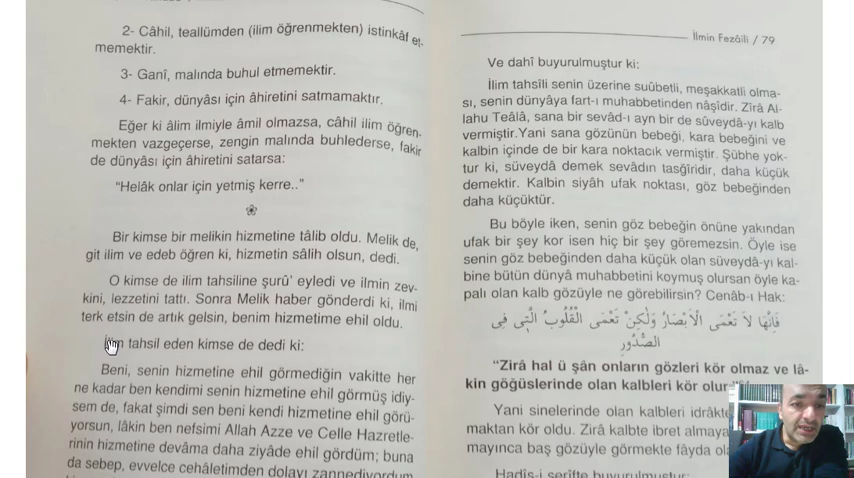 2- Câhil, teallümden (ilim öğrenmekten) istinkâf et-
memektir.
3- Ganî, malında buhul etmemektir.
4- Fakir, dünyâsı için âhiretini satmamaktır.
Eğer ki âlim ilmiyle âmil olmazsa, câhil ilim öğren-
mekten vazgeçerse, zengin malında buhlederse, fakir
de dünyâsı için âhiretini satarsa:
“Helâk onlar için yetmiş kerre..”
Bir kimse bir melikin hizmetine tâlib oldu. Melik de,
git ilim ve edeb öğren ki, hizmetin sâlih olsun, dedi.
O kimse de ilim tahsiline şurû’ eyledi ve ilmin zev-
kini, lezzetini tattı. Sonra Melik haber gönderdi ki, ilmi
terk etsin de artık gelsin, benim hizmetime ehil oldu.
İlim tahsil eden kimse de dedi ki:
Beni, senin hizmetine ehil görmediğin vakitte her
ne kadar ben kendimi senin hizmetine ehil görmüş idiy-
sem de, fakat şimdi sen beni kendi hizmetine ehil görü-
yorsun, lâkin ben nefsimi Allah Azze ve Celle Hazretle-
rinin hizmetine devâma daha ziyâde ehil gördüm; buna
da sebep, evvelce cehâletimden dolayı zannediyordum
İlmin Fezâili / 79
Ve dahî buyurulmuştur ki:
İlim tahsîli senin üzerine suûbetli, meşakkatli olma-
sı, senin dünyâya fart-ı muhabbetinden nâşidir. Zîrâ Al-
lahu Teâlâ, sana bir sevâd-ı ayn bir de süveydâ-yı kalb
vermiştir.Yani sana gözünün bebeği, kara bebeğini ve
kalbin içinde de bir kara noktacık vermiştir. Şübhe yok-
tur ki, süveydâ demek sevâdın tasğîridir, daha küçük
demektir. Kalbin siyâh ufak noktası, göz bebeğinden
daha küçüktür.
Bu böyle iken, senin göz bebeğin önüne yakından
ufak bir şey kor isen hiç bir şey göremezsin. Öyle ise
senin göz bebeğinden daha küçük olan süveydâ-yı kal-
bine bütün dünyâ muhabbetini koymuş olursan öyle ka-
palı olan kalb gözüyle ne görebilirsin? Cenâb-ı Hak:
فَاِنَّهَا لَا تَعْمَى الْاَبْصَارُ وَلٰكِنْ تَعْمَى الْقُلُوبُ الَّتِى فِى
الصُّدُورِ
“Zirâ hal ü şân onların gözleri kör olmaz ve lâ-
kin göğüslerinde olan kalbleri kör olur
Yani sinelerinde olan kalbleri idrâkte
maktan kör oldu. Zîrâ kalbte ibret almaya
mayınca baş gözüyle görmekte fâyda
Hadîs-i şerîfte buyurulmuştur: